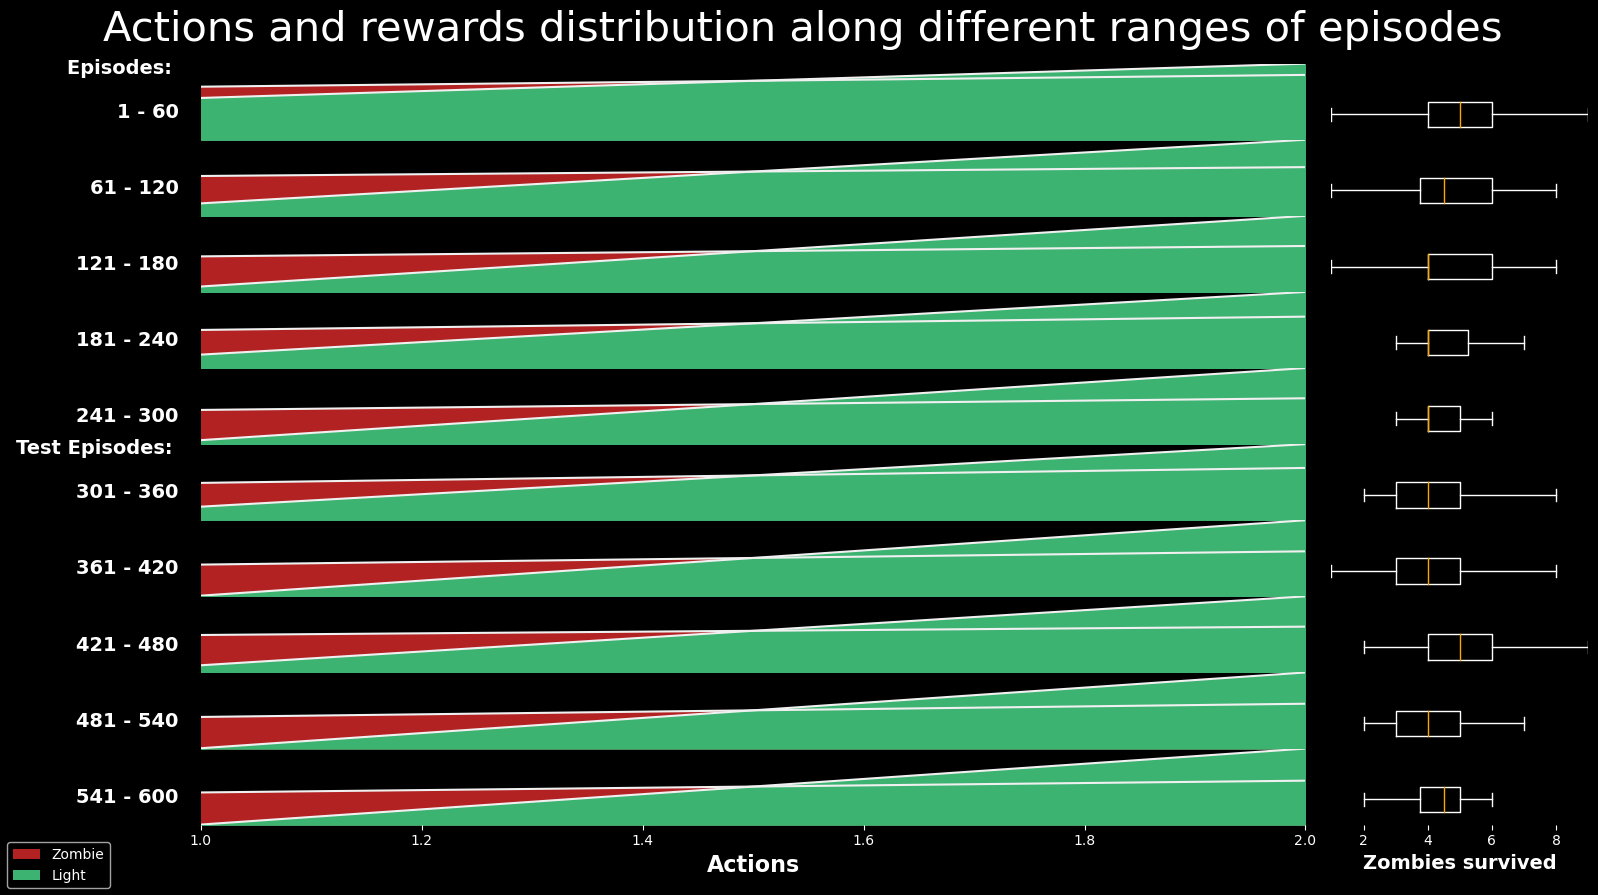 Actions and rewards distribution along different ranges of episodes
Episodes:
1 - 60
61 - 120
121 - 180
181 - 240
241 - 300
Test Episodes:
301 - 360
361 - 420
421 - 480
481 - 540
541 - 600
1.0 1.2 1.4 1.6 1.8 2.0
Actions
2 4 6 8
Zombies survived
Zombie
Light